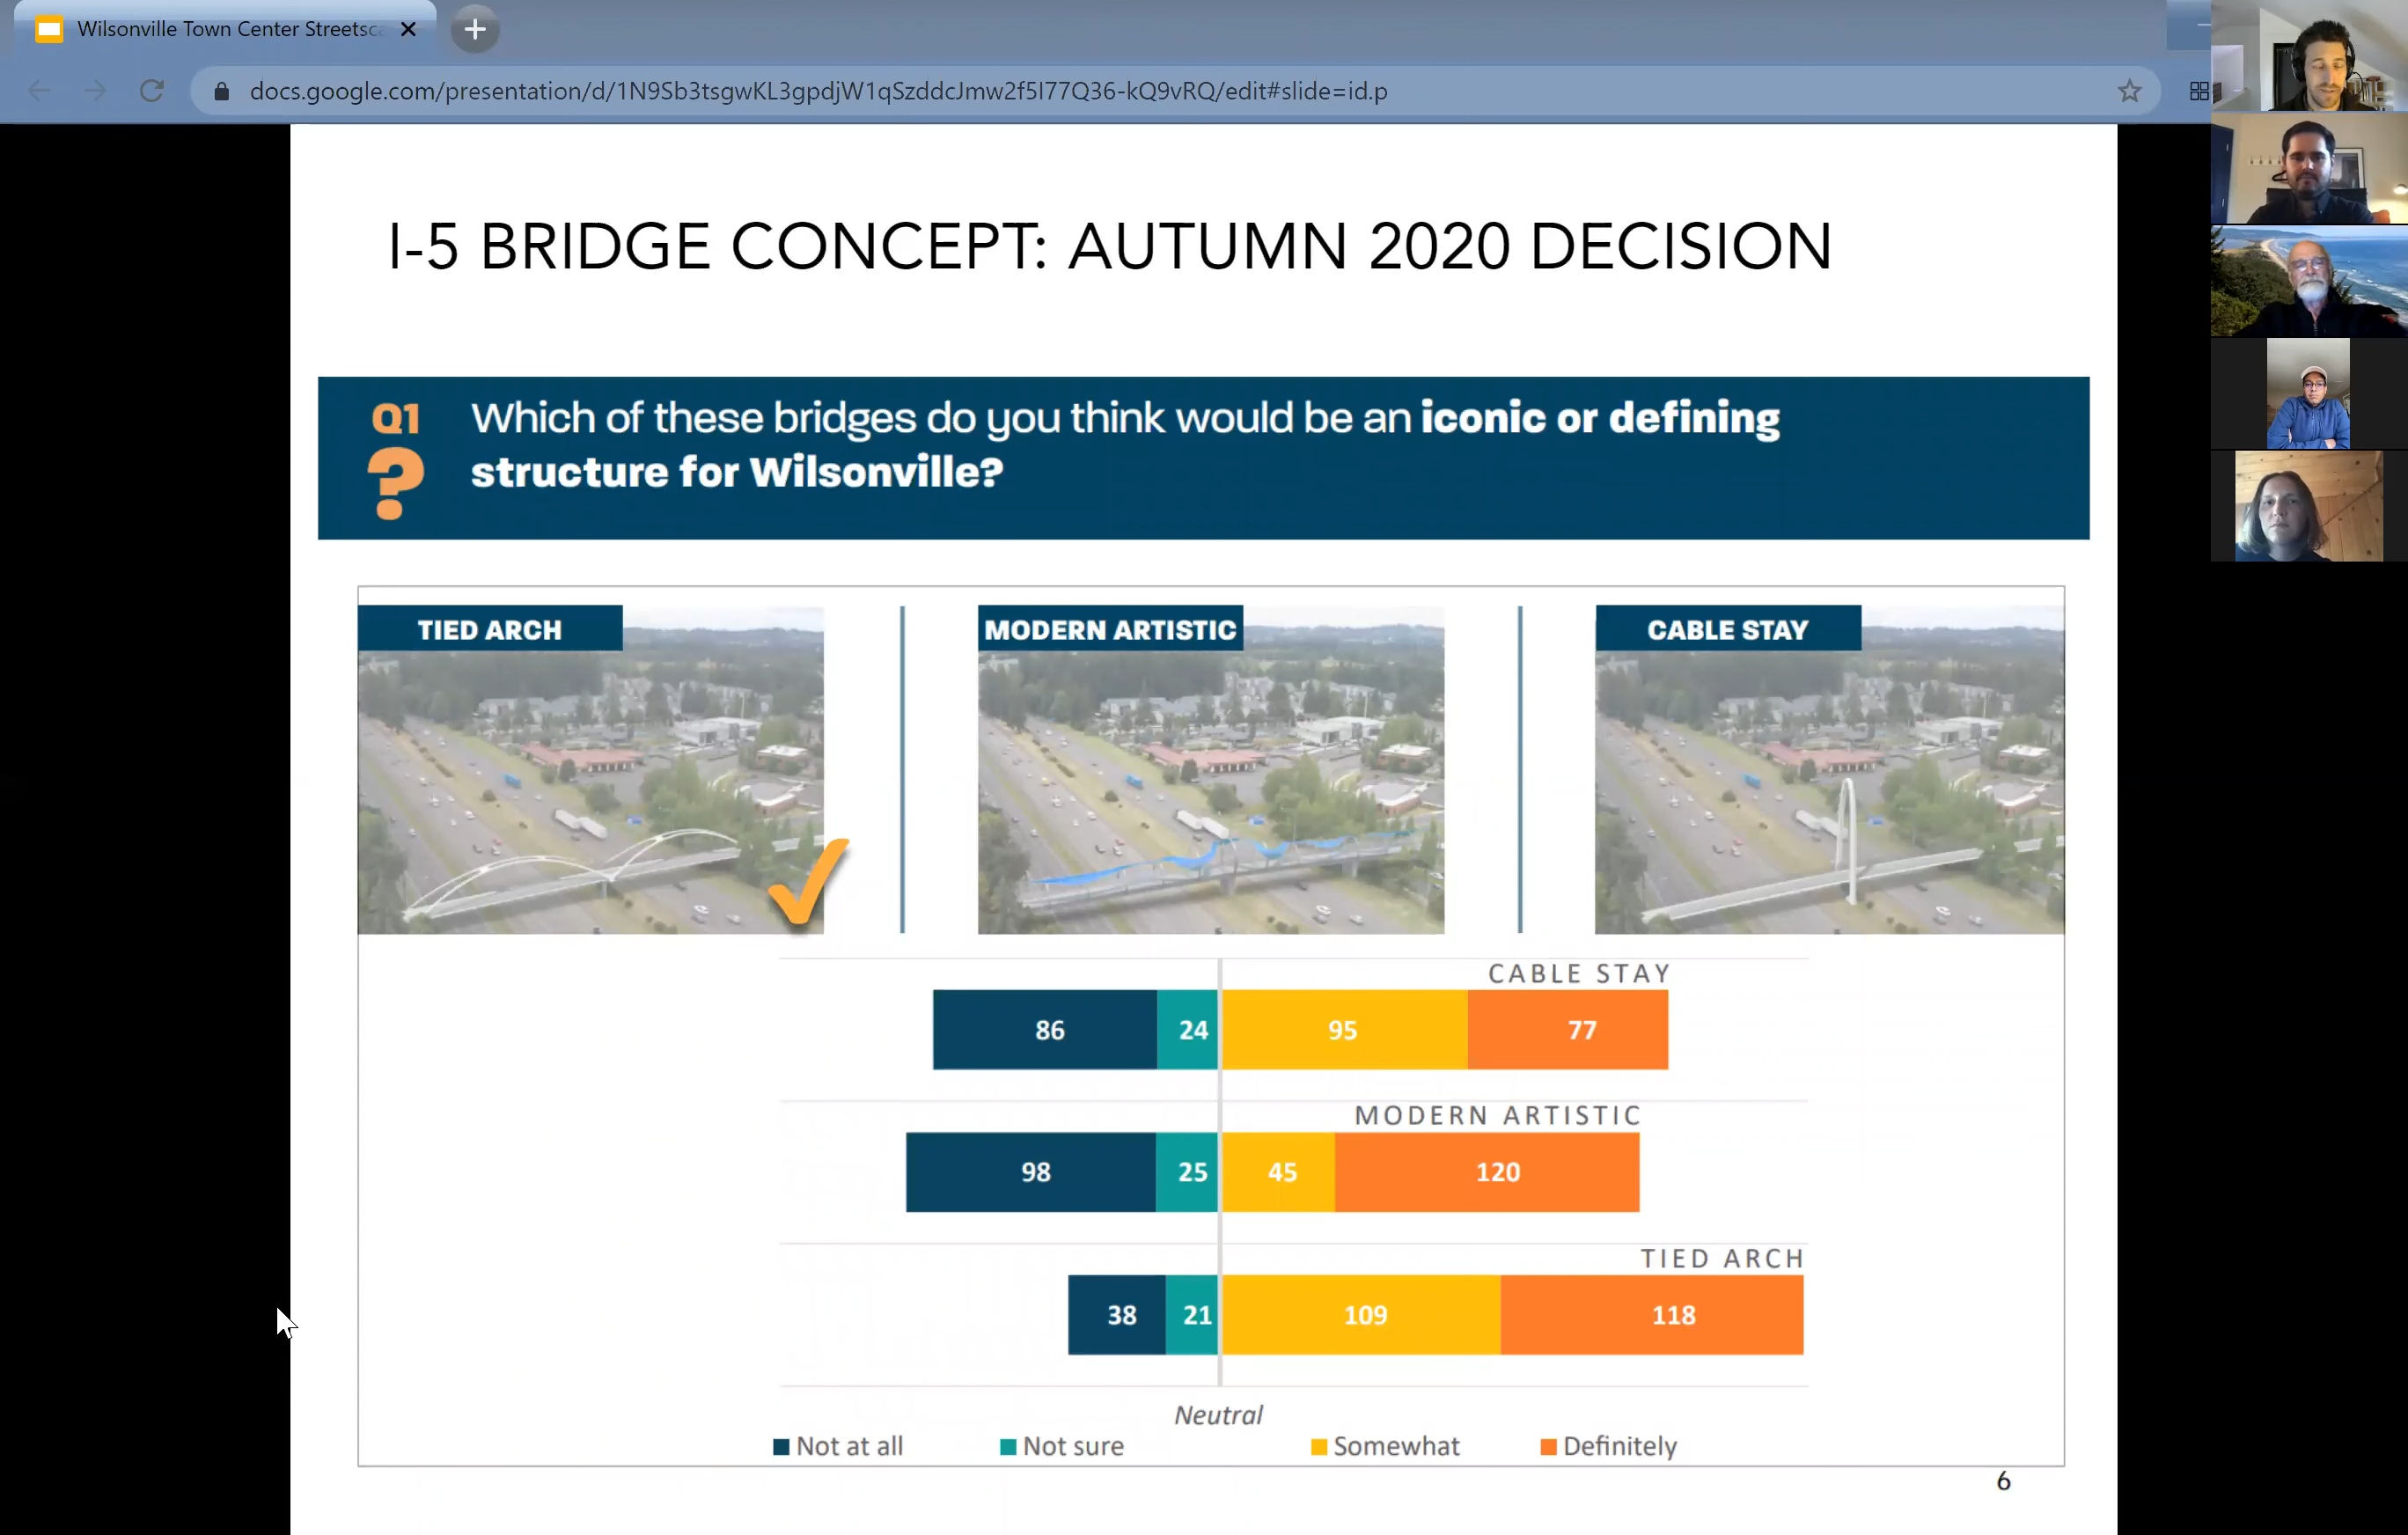 Wilsonville Town Center Streetsca
docs.google.com/presentation/d/1N9Sb3tsgwKL3gpdjW1qSzddcJmw2f5I77Q36-kQ9vRQ/edit#slide=id.p
I-5 BRIDGE CONCEPT: AUTUMN 2020 DECISION
Q1
?
Which of these bridges do you think would be an iconic or defining
structure for Wilsonville?
TIED ARCH
MODERN ARTISTIC
CABLE STAY
CABLE STAY
86 24 95 77
MODERN ARTISTIC
98 25 45 120
TIED ARCH
38 21 109 118
Neutral
Not at all Not sure Somewhat Definitely
6